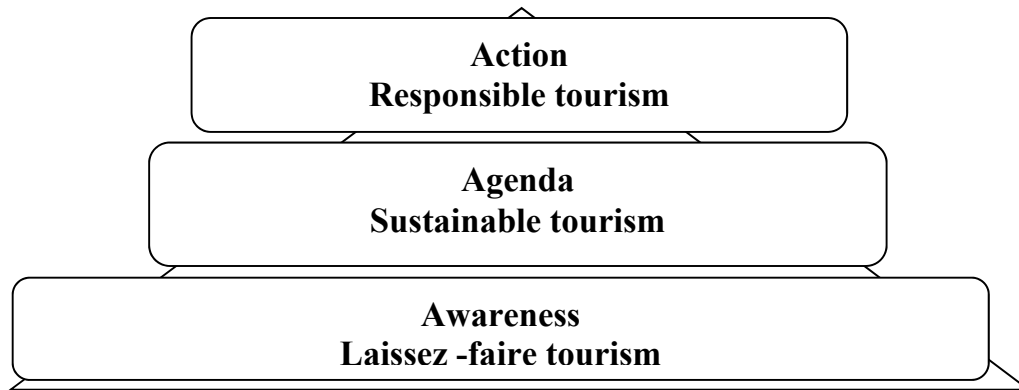 Action
Responsible tourism
Agenda
Sustainable tourism
Awareness
Laissez -faire tourism